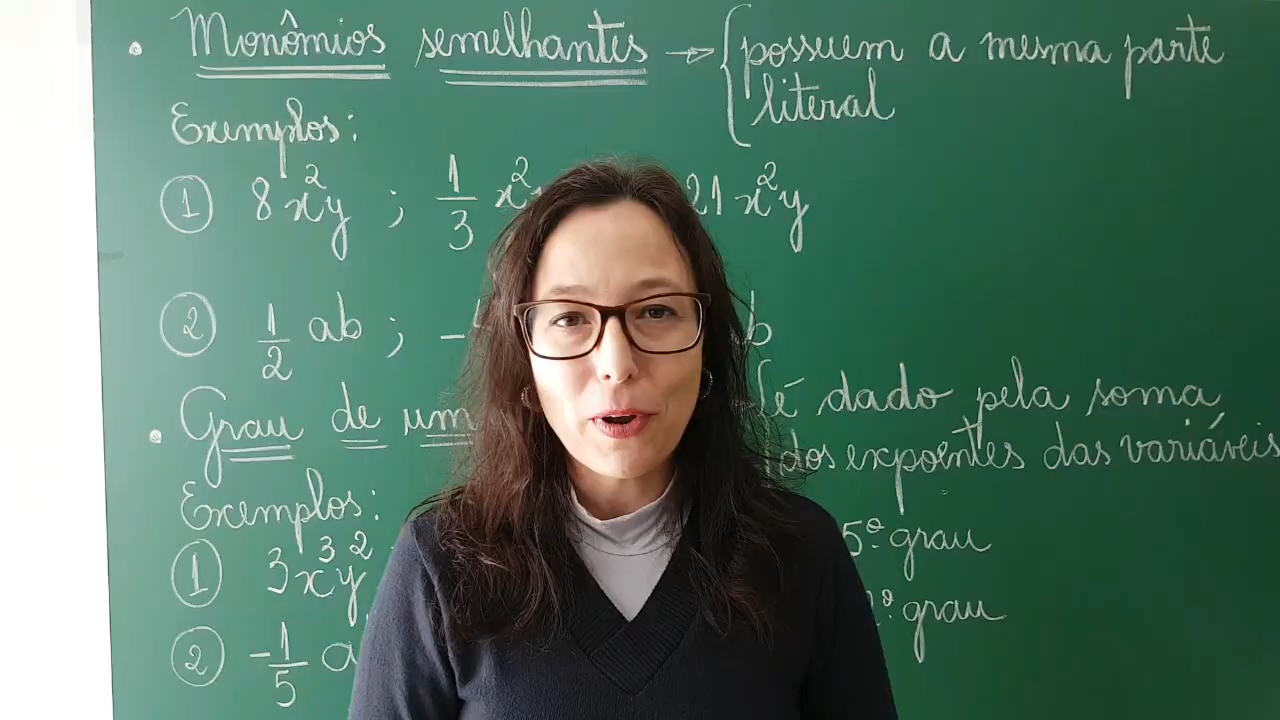 • Monômios semelhantes → { possuem a mesma parte
literal
Exemplos:
① 8x²y ; 1/3 x² 21x²y
② 1/2 ab ; - b
• Grau de um { é dado pela soma
dos expoentes das variáveis
Exemplos:
① 3x³y² 5º grau
② -1/5 a º grau